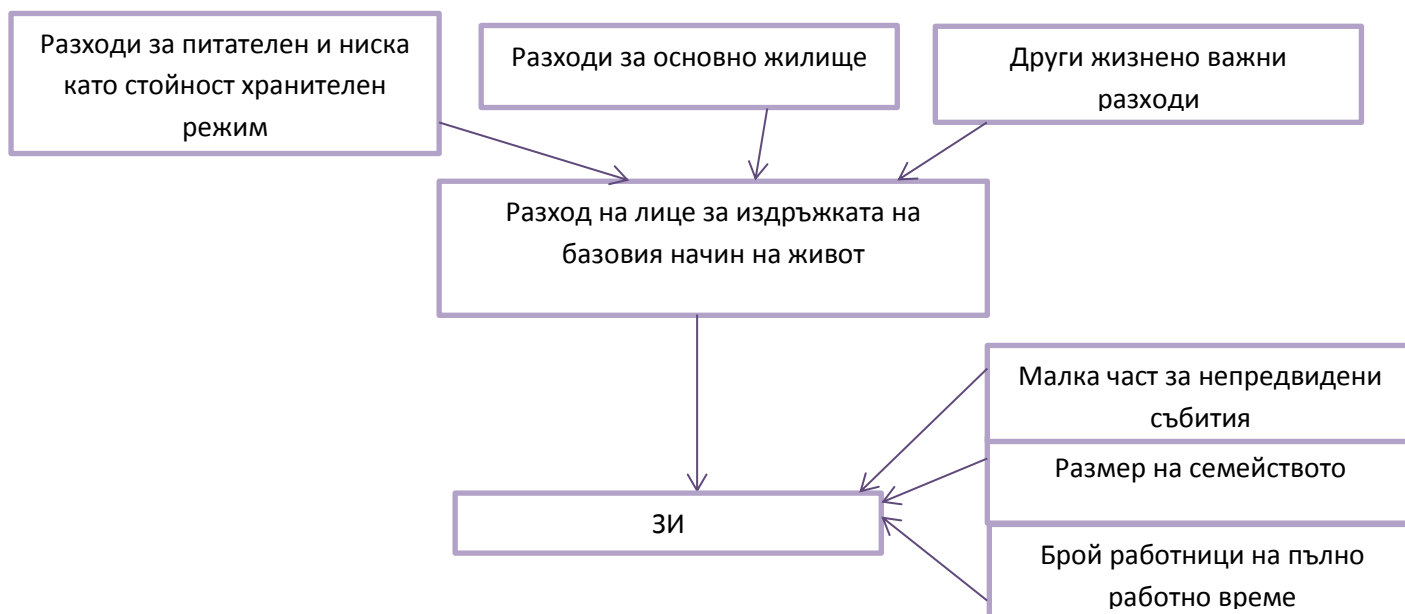 Разходи за питателен и ниска
като стойност хранителен
режим
Разходи за основно жилище
Други жизнено важни
разходи
Разход на лице за издръжката на
базовия начин на живот
Малка част за непредвидени
събития
Размер на семейството
ЗИ
Брой работници на пълно
работно време